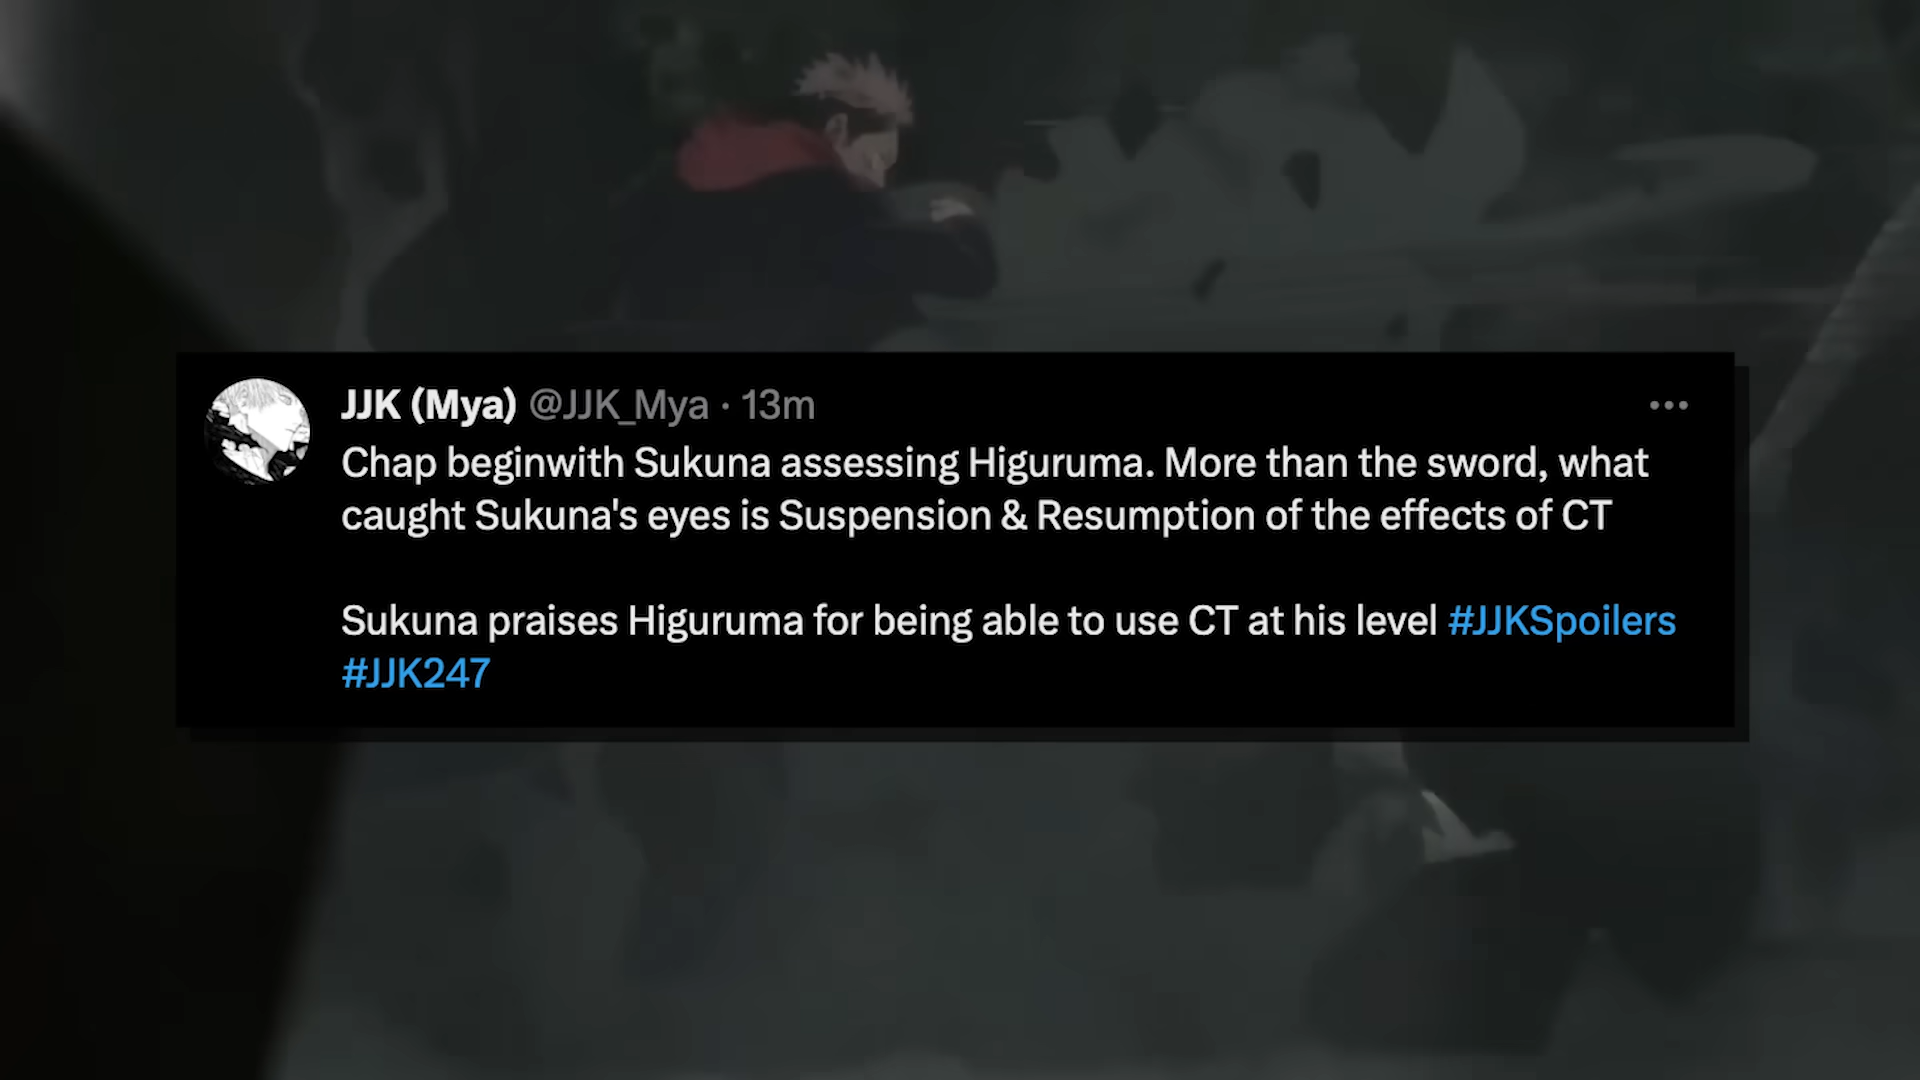 JJK (Mya) @JJK_Mya · 13m
Chap beginwith Sukuna assessing Higuruma. More than the sword, what
caught Sukuna's eyes is Suspension & Resumption of the effects of CT
Sukuna praises Higuruma for being able to use CT at his level #JJKSpoilers
#JJK247